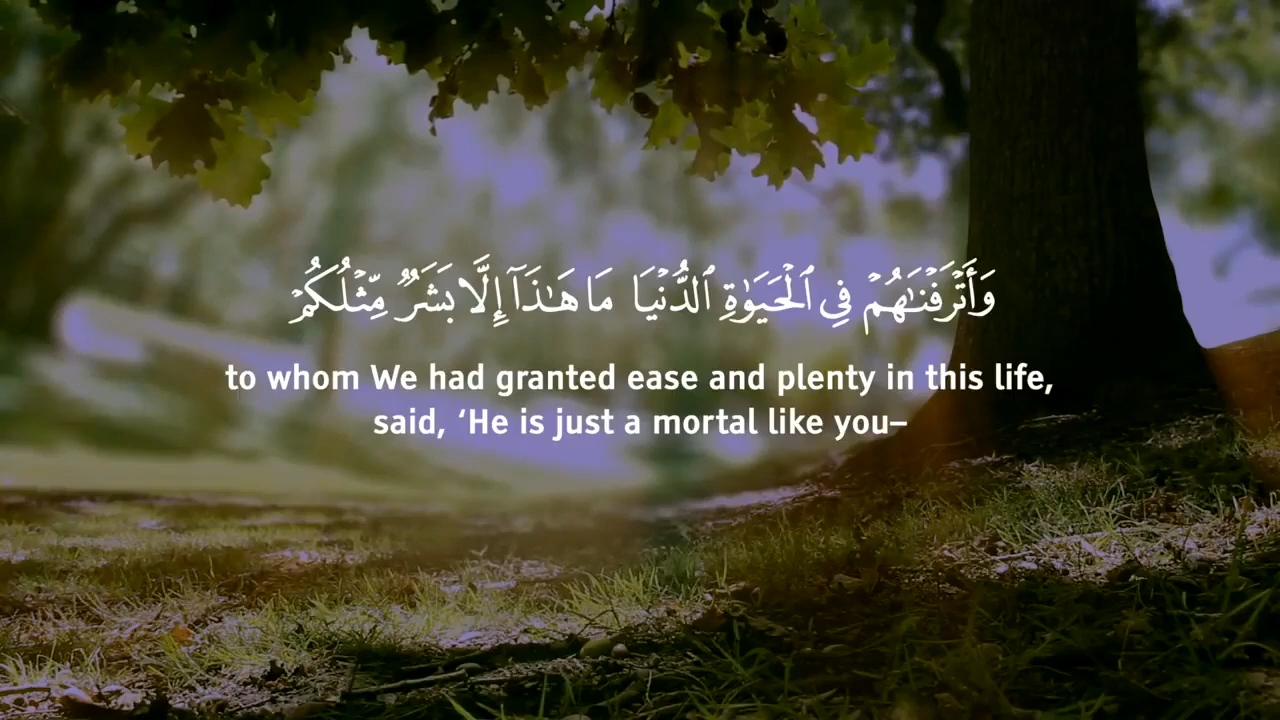 وَأَتْرَفْنَٰهُمْ فِي ٱلْحَيَوٰةِ ٱلدُّنْيَا مَا هَٰذَآ إِلَّا بَشَرٌ مِّثْلُكُمْ
to whom We had granted ease and plenty in this life,
said, ‘He is just a mortal like you–